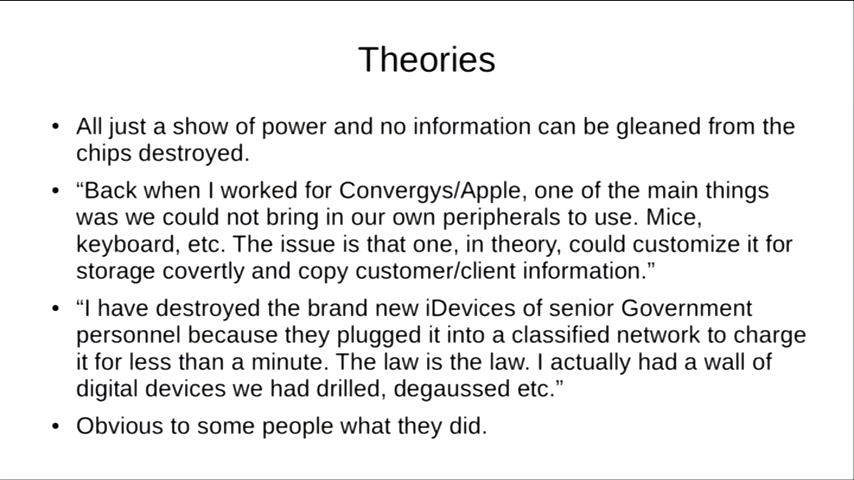 Theories
• All just a show of power and no information can be gleaned from the
chips destroyed.
• “Back when I worked for Convergys/Apple, one of the main things
was we could not bring in our own peripherals to use. Mice,
keyboard, etc. The issue is that one, in theory, could customize it for
storage covertly and copy customer/client information.”
• “I have destroyed the brand new iDevices of senior Government
personnel because they plugged it into a classified network to charge
it for less than a minute. The law is the law. I actually had a wall of
digital devices we had drilled, degaussed etc.”
• Obvious to some people what they did.